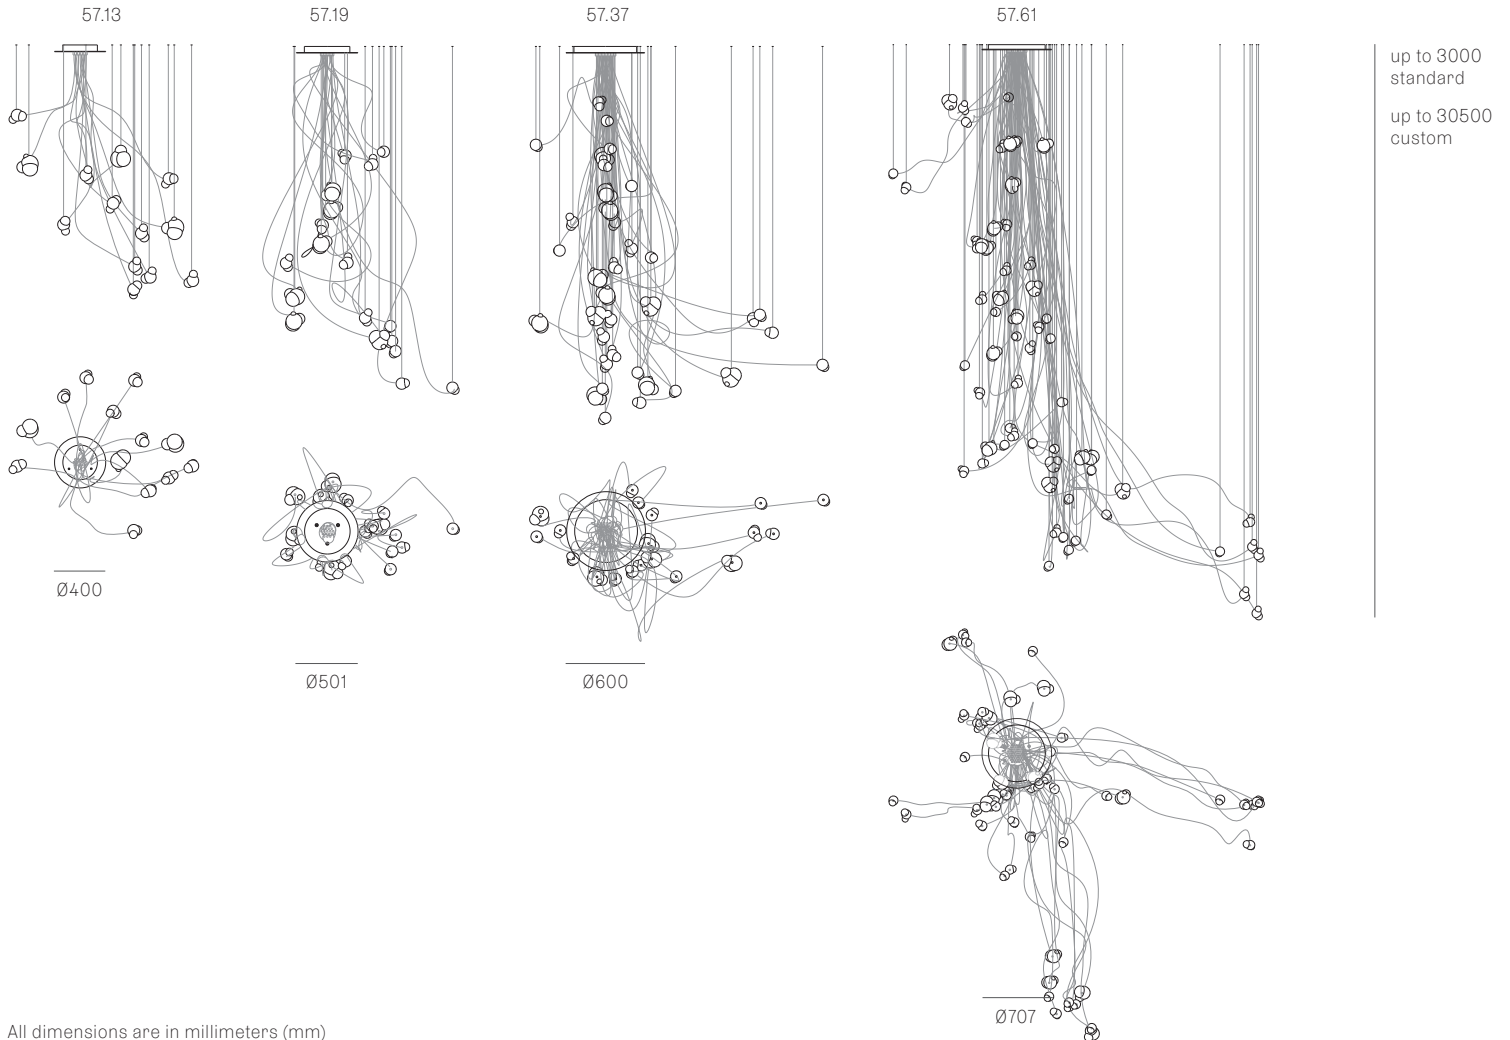 57.13
57.19
57.37
57.61
up to 3000
standard
up to 30500
custom
Ø400
Ø501
Ø600
Ø707
All dimensions are in millimeters (mm)